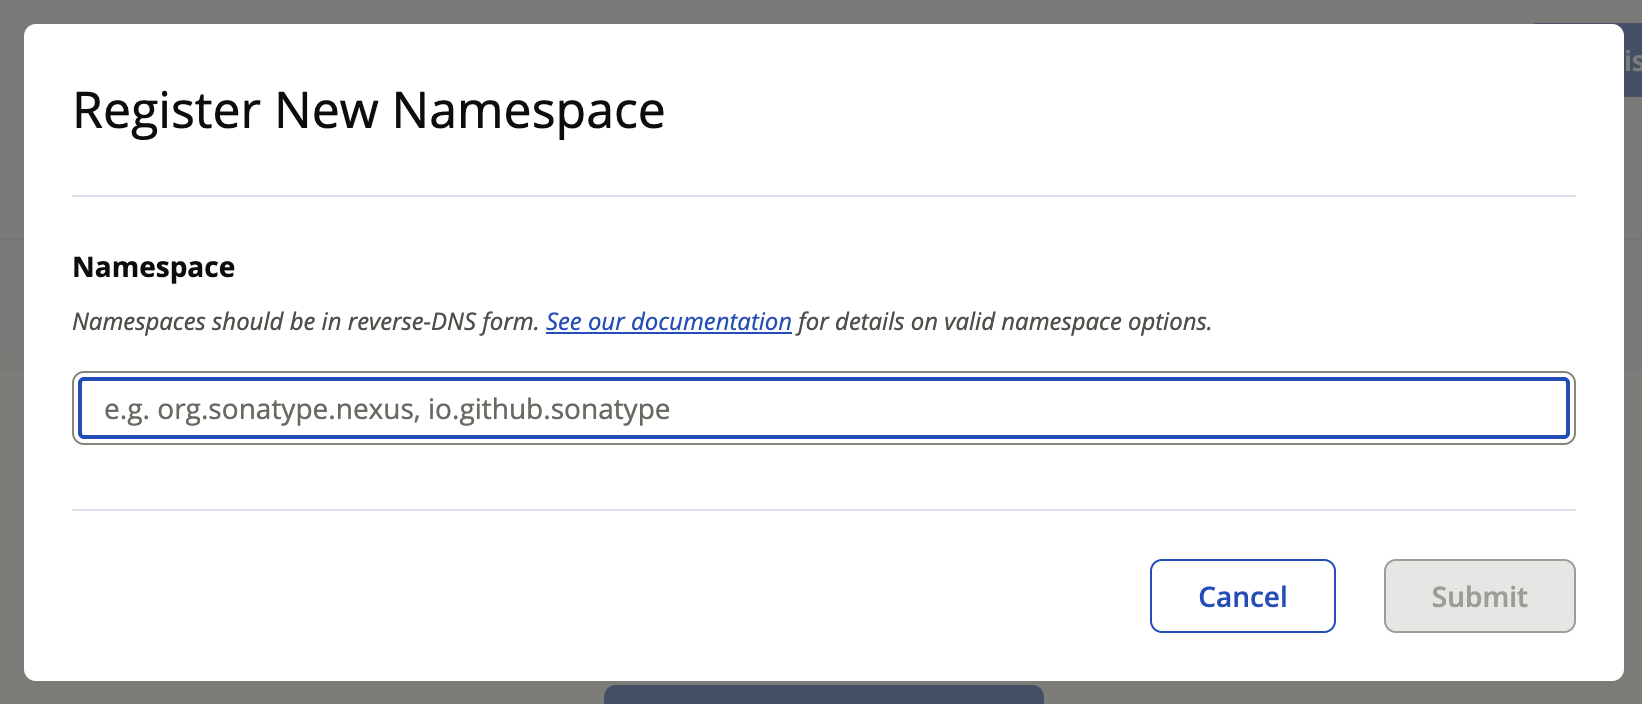 Register New Namespace
Namespace
Namespaces should be in reverse-DNS form. See our documentation for details on valid namespace options.
e.g. org.sonatype.nexus, io.github.sonatype
Cancel
Submit